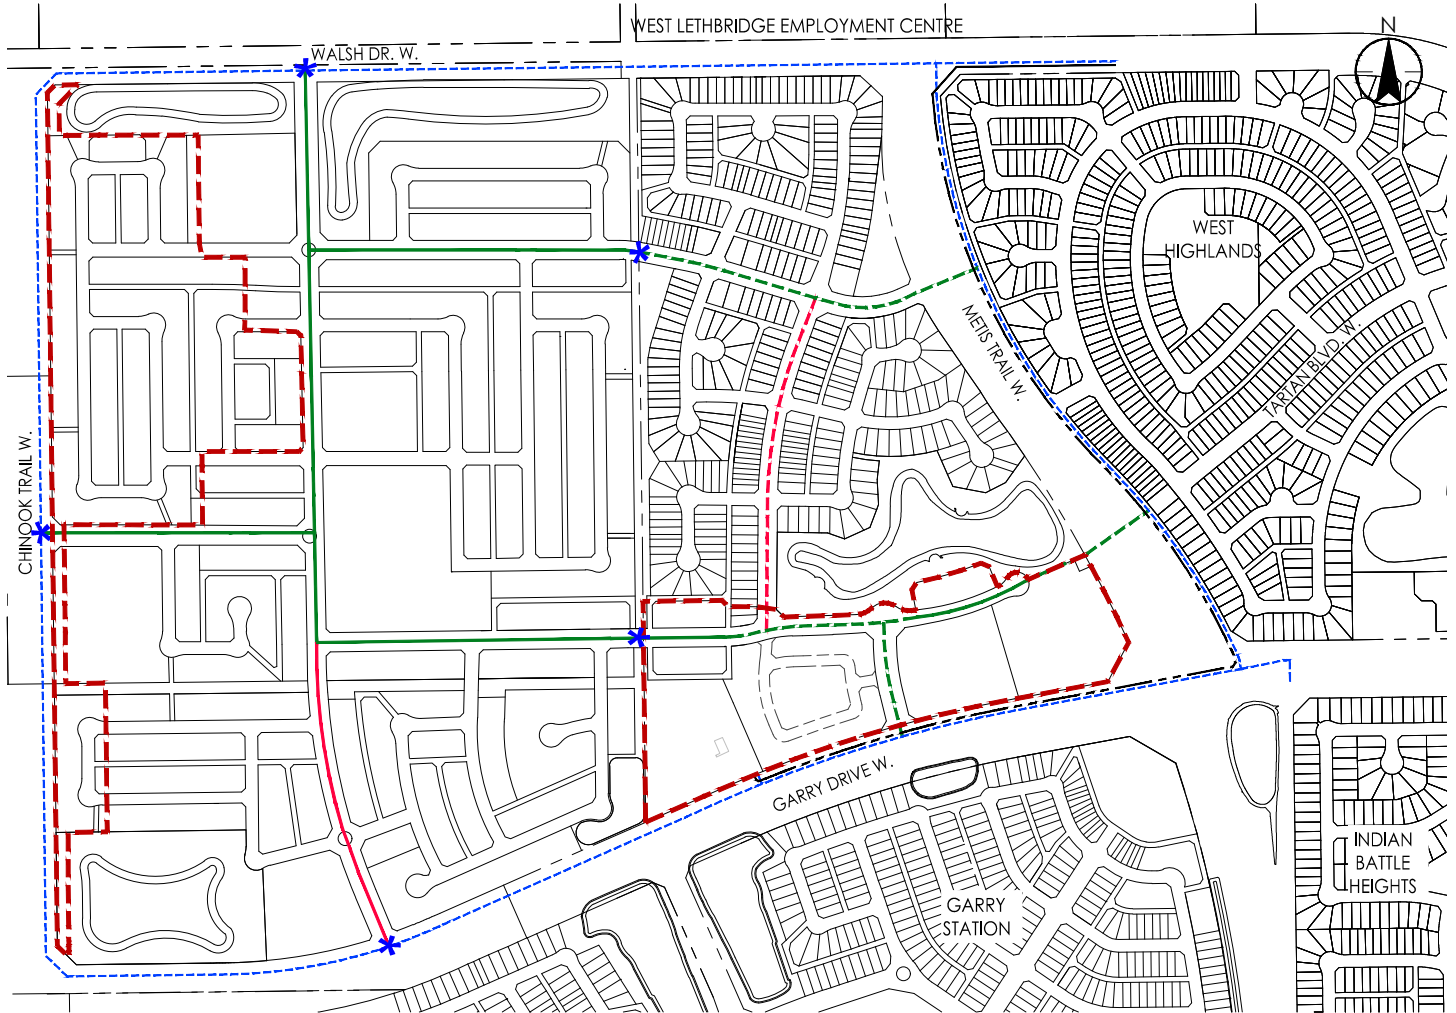 WEST LETHBRIDGE EMPLOYMENT CENTRE
N
WALSH DR. W.
WEST
HIGHLANDS
METIS TRAIL W.
TARTAN BLVD. W.
CHINOOK TRAIL W.
GARRY DRIVE W.
INDIAN
BATTLE
HEIGHTS
GARRY
STATION